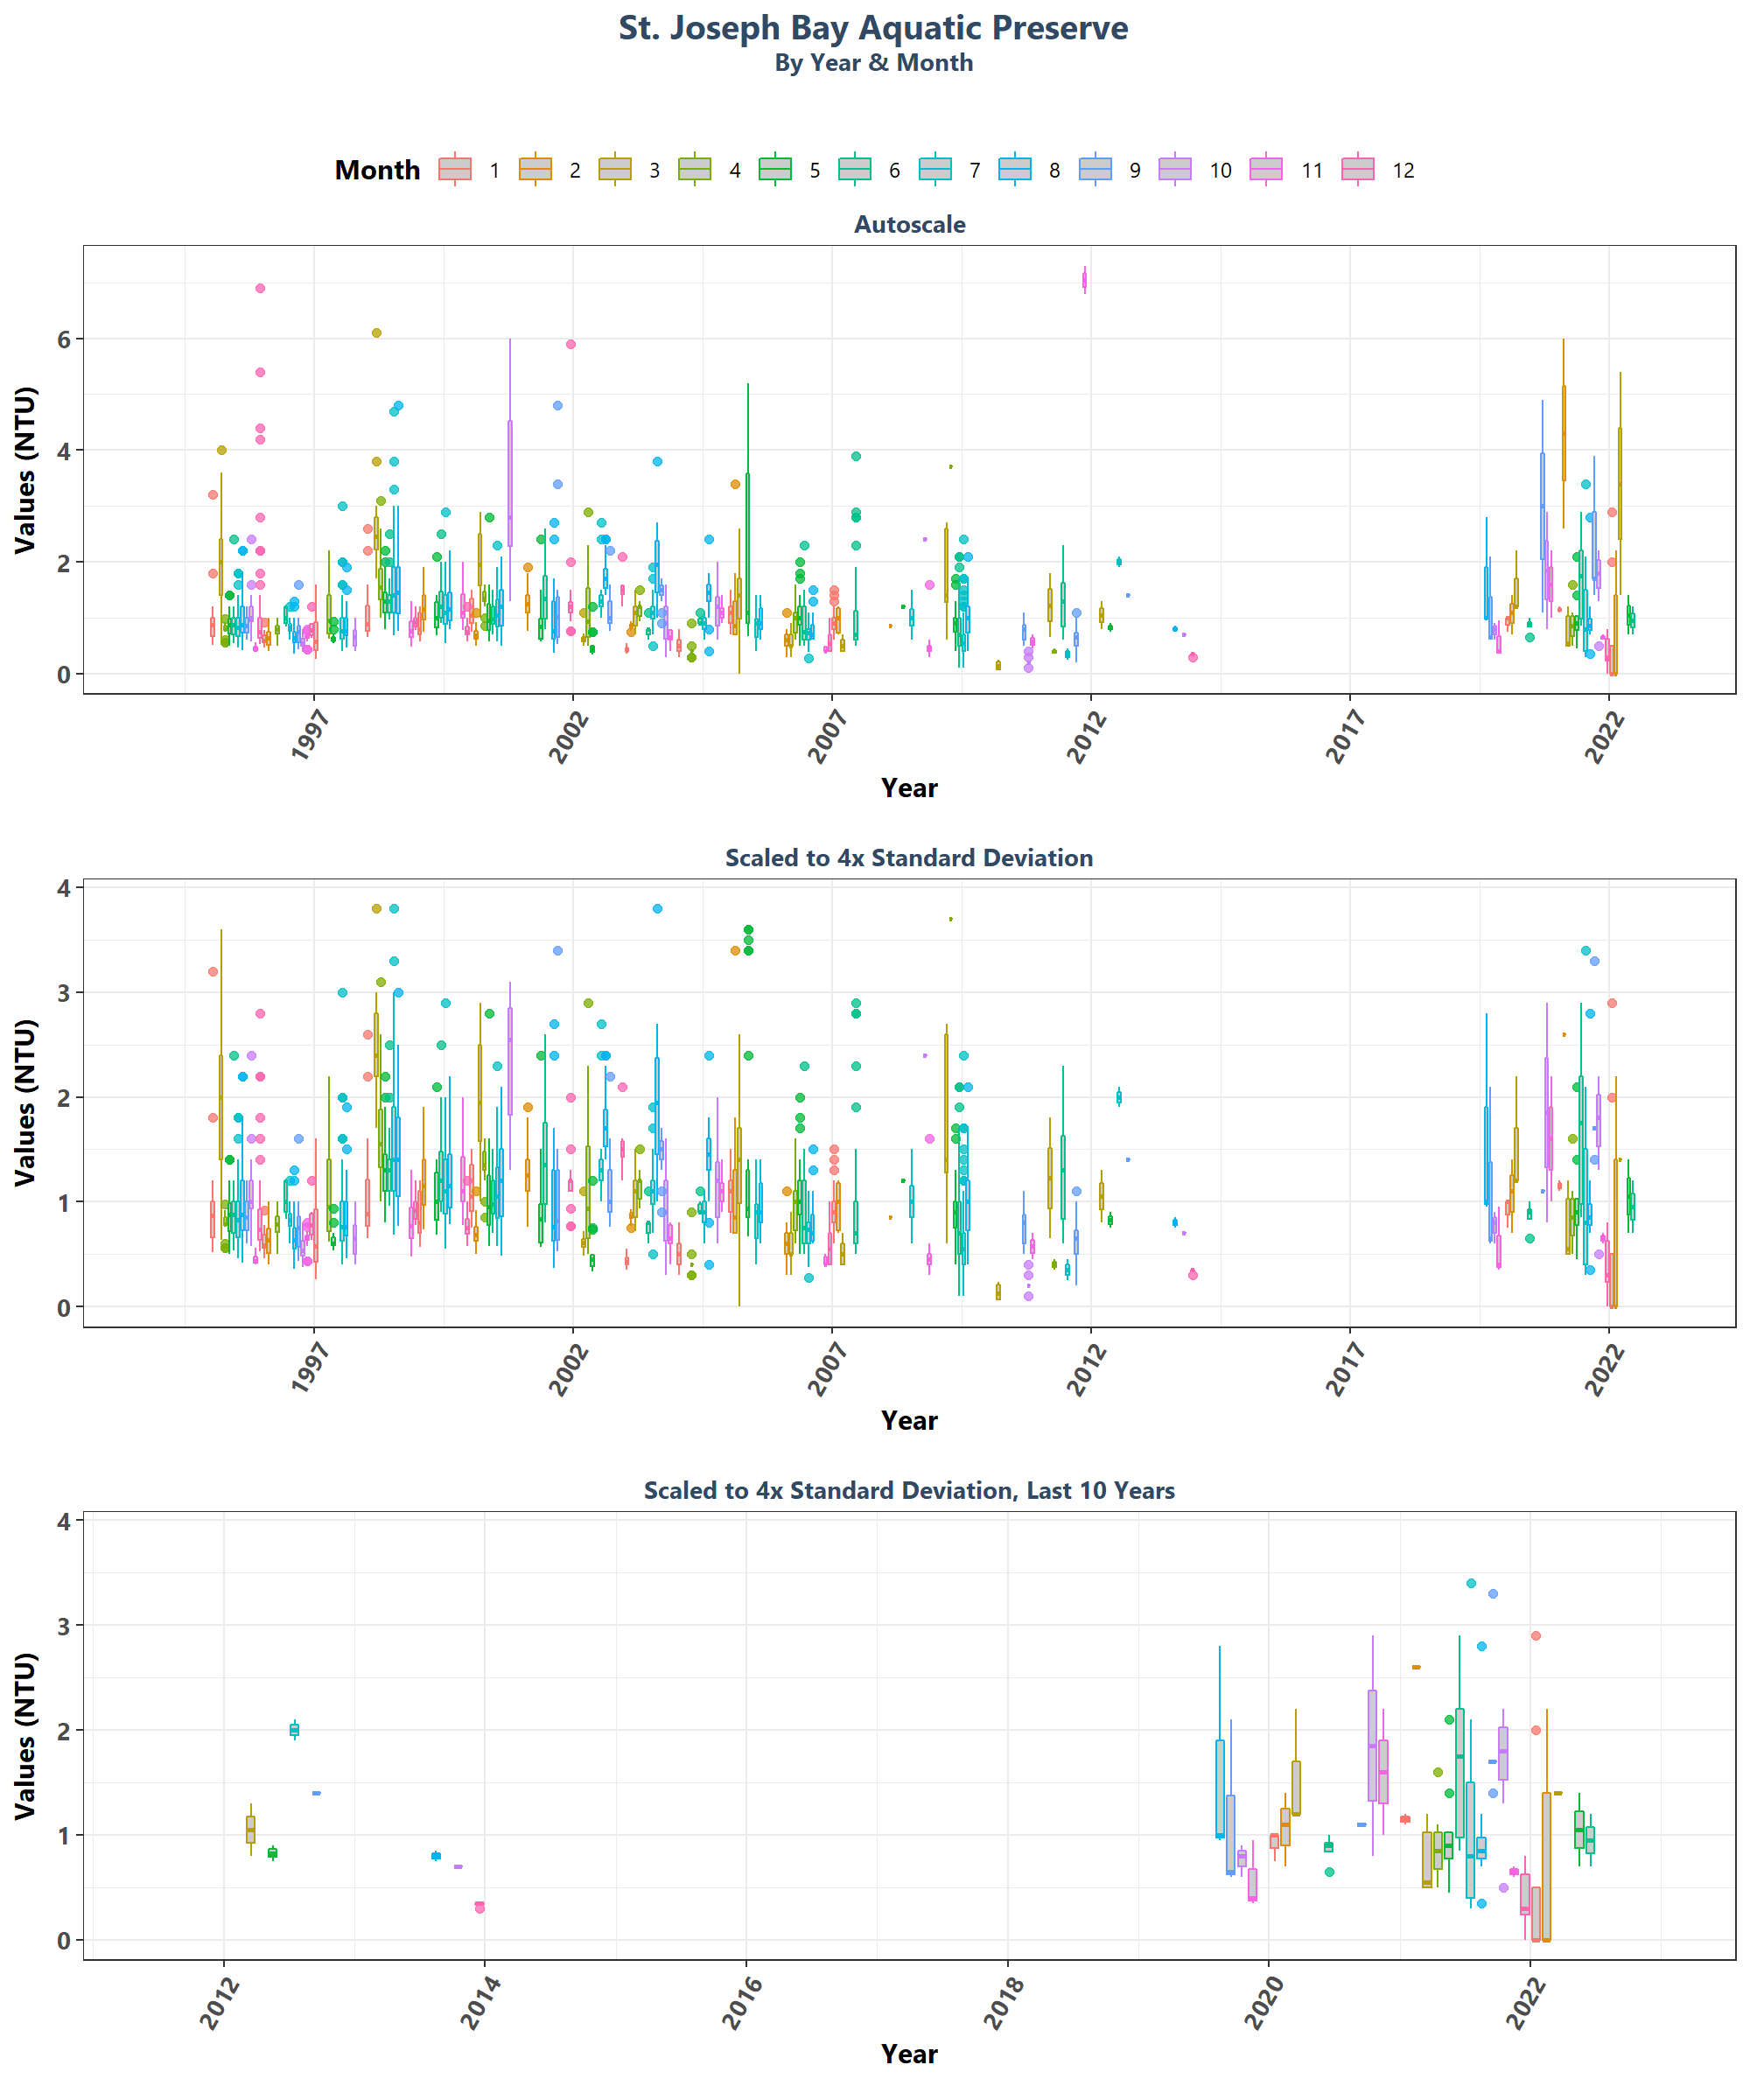 St. Joseph Bay Aquatic Preserve
By Year & Month
Month 1 2 3 4 5 6 7 8 9 10 11 12
Autoscale
Values (NTU)
6
4
2
0
1997 2002 2007 2012 2017 2022
Year
Scaled to 4x Standard Deviation
Values (NTU)
4
3
2
1
0
1997 2002 2007 2012 2017 2022
Year
Scaled to 4x Standard Deviation, Last 10 Years
Values (NTU)
4
3
2
1
0
2012 2014 2016 2018 2020 2022
Year